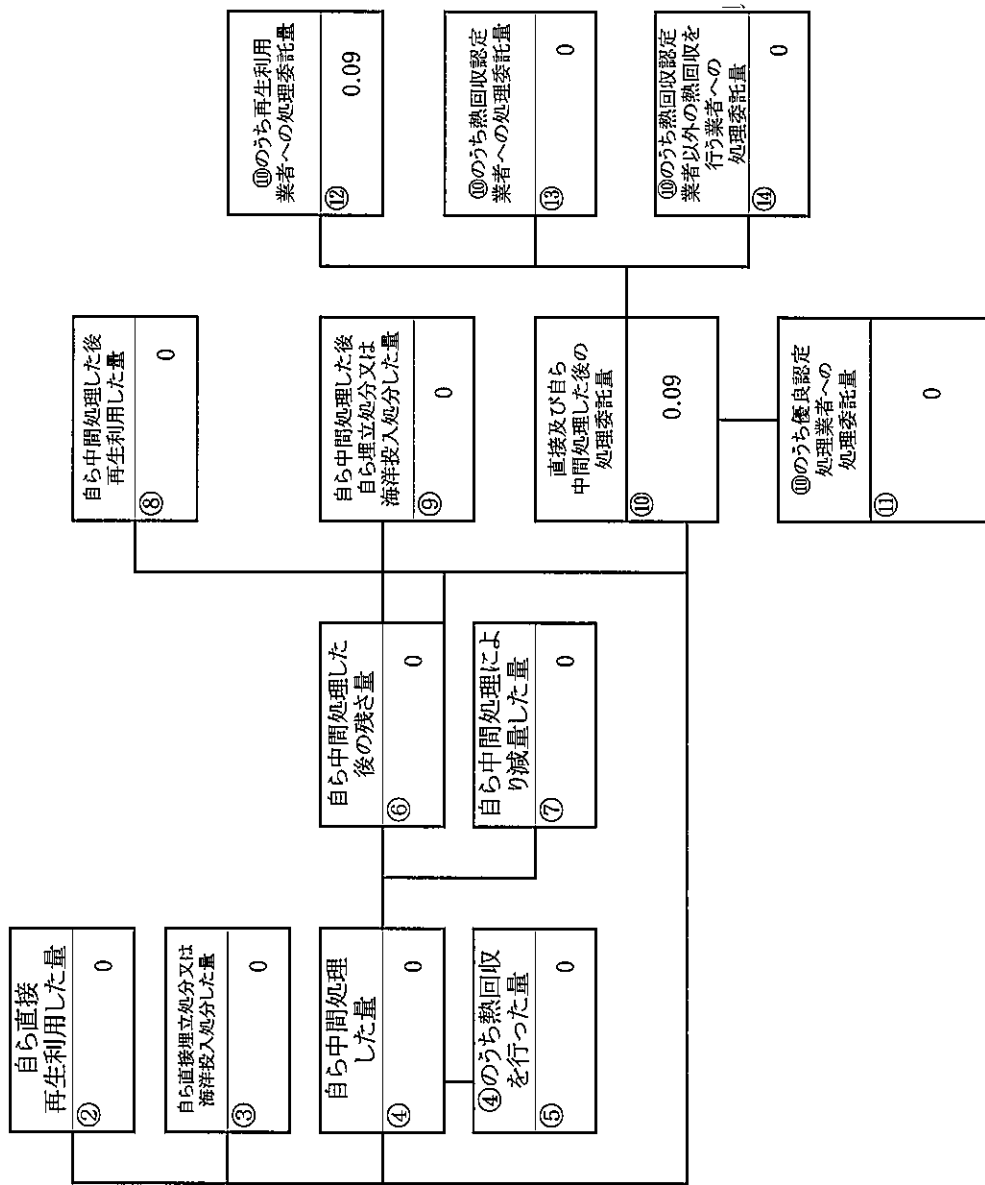 自ら直接
再生利用した量
② 0
自ら直接埋立処分又は
海洋投入処分した量
③ 0
自ら中間処理
した量
④ 0
④のうち熱回収
を行った量
⑤ 0
自ら中間処理した
後の残さ量
⑥ 0
自ら中間処理によ
り減量した量
⑦ 0
自ら中間処理した後
再生利用した量
⑧ 0
自ら中間処理した後
自ら埋立処分又は
海洋投入処分した量
⑨ 0
直接及び自ら
中間処理した後の
処理委託量
⑩ 0.09
⑩のうち優良認定
処理業者への
処理委託量
⑪ 0
⑩のうち再生利用
業者への処理委託量
⑫ 0.09
⑩のうち熱回収認定
業者への処理委託量
⑬ 0
⑩のうち熱回収認定
業者以外の熱回収を
行う業者への
処理委託量
⑭ 0